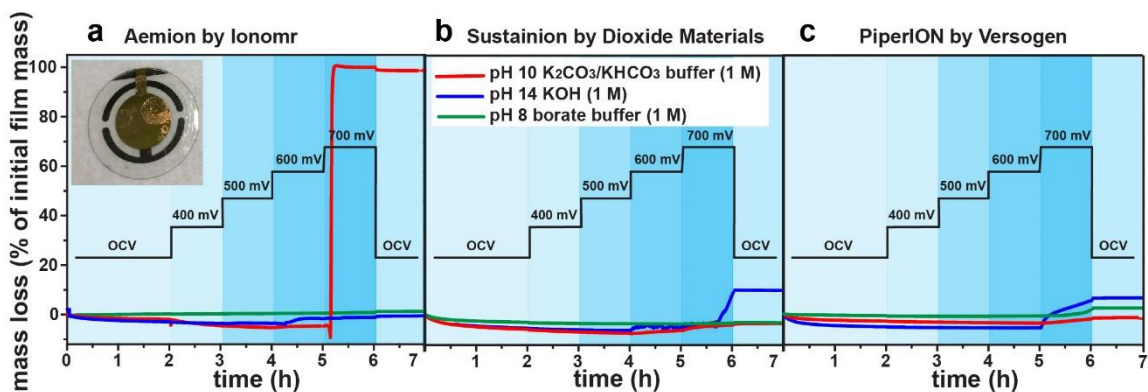 mass loss (% of initial film mass)
a Aemion by Ionomr
100
80
60
40
20
0
OCV
400 mV
500 mV
600 mV
700 mV
OCV
0 1 2 3 4 5 6 7
time (h)
b Sustainion by Dioxide Materials
pH 10 K₂CO₃/KHCO₃ buffer (1 M)
pH 14 KOH (1 M)
pH 8 borate buffer (1 M)
OCV
400 mV
500 mV
600 mV
700 mV
OCV
1 2 3 4 5 6 7
time (h)
c PiperION by Versogen
OCV
400 mV
500 mV
600 mV
700 mV
OCV
1 2 3 4 5 6 7
time (h)